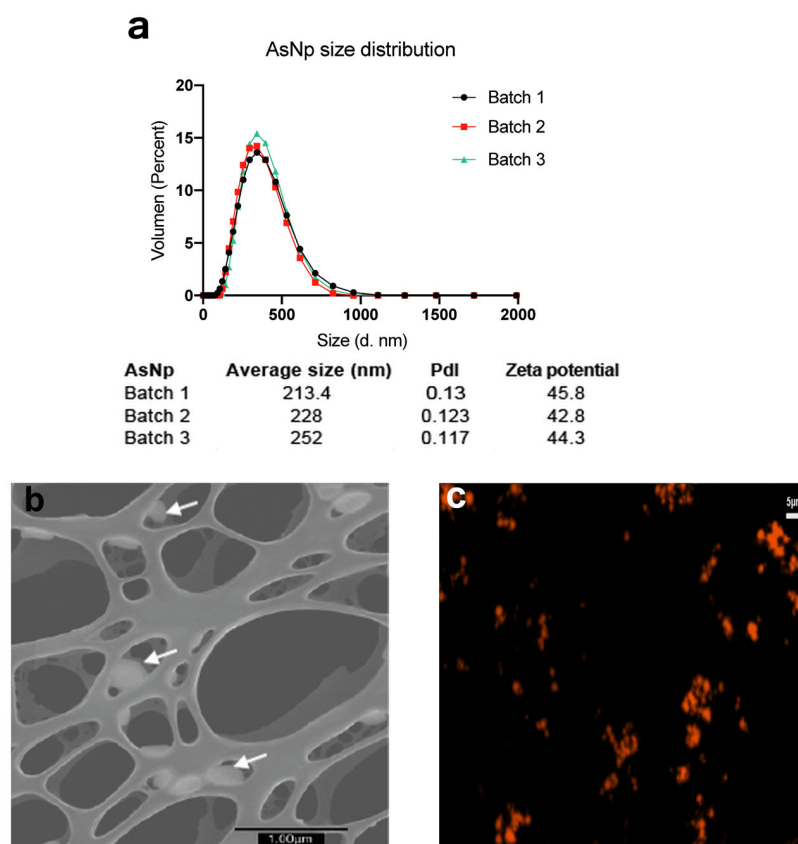 a
AsNp size distribution
20
15
10
5
0
Volumen (Percent)
0 500 1000 1500 2000
Size (d. nm)
Batch 1
Batch 2
Batch 3
AsNp Average size (nm) PdI Zeta potential
Batch 1 213.4 0.13 45.8
Batch 2 228 0.123 42.8
Batch 3 252 0.117 44.3
b
1.00µm
c
5µm